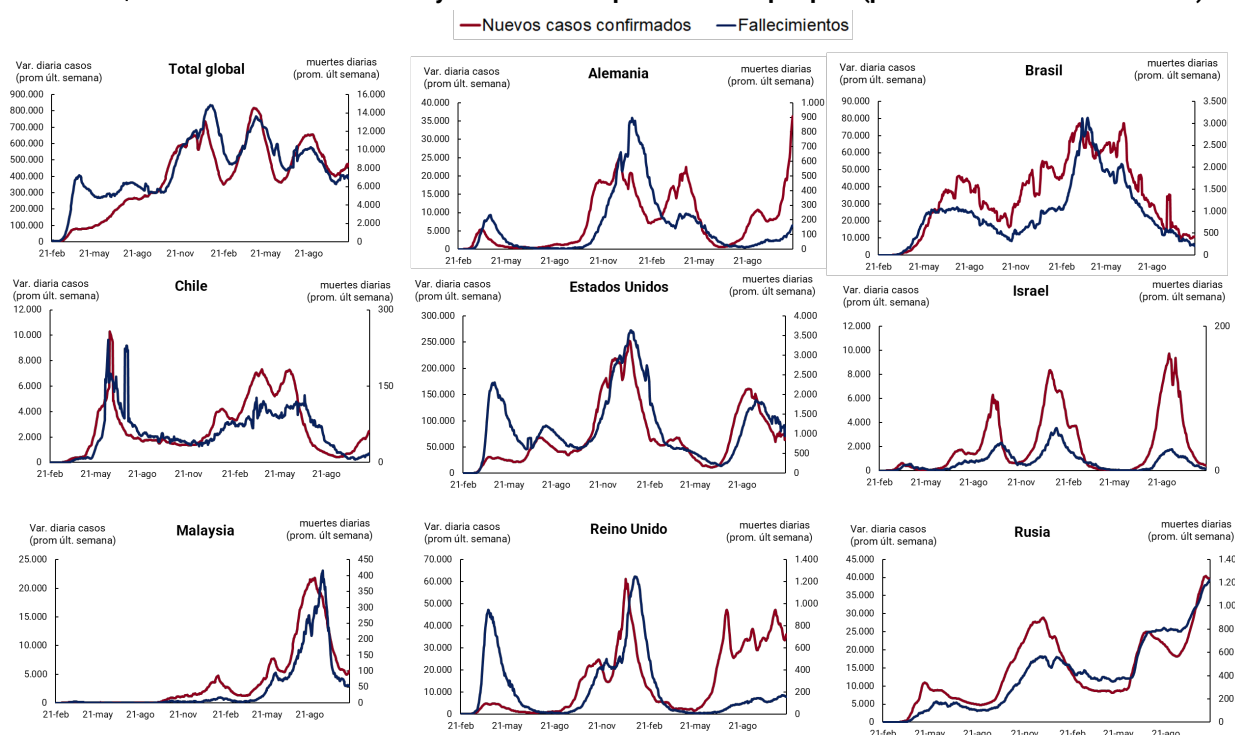 Nuevos casos confirmados Fallecimientos
Var. diaria casos
(prom últ. semana)
Total global
muertes diarias
(prom. últ semana)
900.000
800.000
700.000
600.000
500.000
400.000
300.000
200.000
100.000
0
16.000
14.000
12.000
10.000
8.000
6.000
4.000
2.000
0
21-feb 21-may 21-ago 21-nov 21-feb 21-may 21-ago
Var. diaria casos
(prom últ. semana)
Alemania
muertes diarias
(prom. últ semana)
40.000
35.000
30.000
25.000
20.000
15.000
10.000
5.000
0
1.000
900
800
700
600
500
400
300
200
100
0
21-feb 21-may 21-ago 21-nov 21-feb 21-may 21-ago
Var. diaria casos
(prom últ. semana)
Brasil
muertes diarias
(prom. últ semana)
90.000
80.000
70.000
60.000
50.000
40.000
30.000
20.000
10.000
0
3.500
3.000
2.500
2.000
1.500
1.000
500
0
21-feb 21-may 21-ago 21-nov 21-feb 21-may 21-ago
Var. diaria casos
(prom últ. semana)
Chile
muertes diarias
(prom. últ semana)
12.000
10.000
8.000
6.000
4.000
2.000
0
300
150
0
21-feb 21-may 21-ago 21-nov 21-feb 21-may 21-ago
Var. diaria casos
(prom últ. semana)
Estados Unidos
muertes diarias
(prom. últ semana)
300.000
250.000
200.000
150.000
100.000
50.000
0
4.000
3.500
3.000
2.500
2.000
1.500
1.000
500
0
21-feb 21-may 21-ago 21-nov 21-feb 21-may 21-ago
Var. diaria casos
(prom últ. semana)
Israel
muertes diarias
(prom. últ semana)
12.000
10.000
8.000
6.000
4.000
2.000
0
200
0
21-feb 21-may 21-ago 21-nov 21-feb 21-may 21-ago
Var. diaria casos
(prom últ. semana)
Malaysia
muertes diarias
(prom. últ semana)
25.000
20.000
15.000
10.000
5.000
0
450
400
350
300
250
200
150
100
50
0
21-feb 21-may 21-ago 21-nov 21-feb 21-may 21-ago
Var. diaria casos
(prom últ. semana)
Reino Unido
muertes diarias
(prom. últ semana)
70.000
60.000
50.000
40.000
30.000
20.000
10.000
0
1.400
1.200
1.000
800
600
400
200
0
21-feb 21-may 21-ago 21-nov 21-feb 21-may 21-ago
Var. diaria casos
(prom últ. semana)
Rusia
muertes diarias
(prom. últ semana)
45.000
40.000
35.000
30.000
25.000
20.000
15.000
10.000
5.000
0
800
600
400
200
0
21-feb 21-may 21-ago 21-nov 21-feb 21-may 21-ago